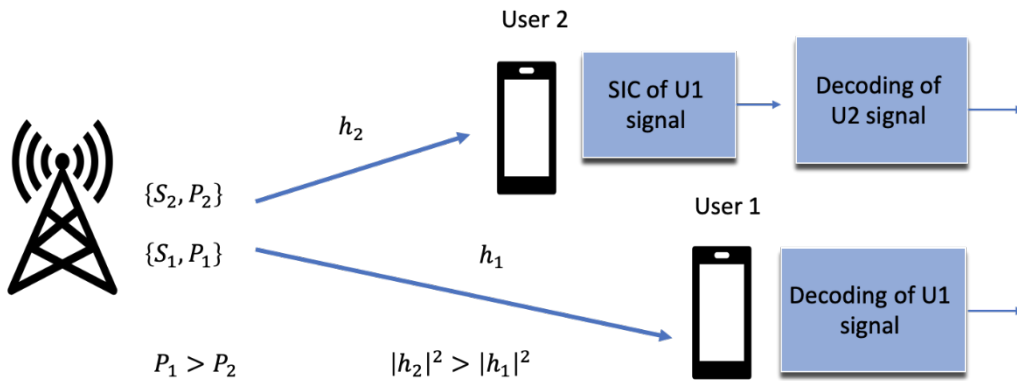 User 2
SIC of U1
signal
Decoding of
U2 signal
h₂
{S₂, P₂}
{S₁, P₁}
User 1
h₁
Decoding of U1
signal
P₁ > P₂
|h₂|² > |h₁|²